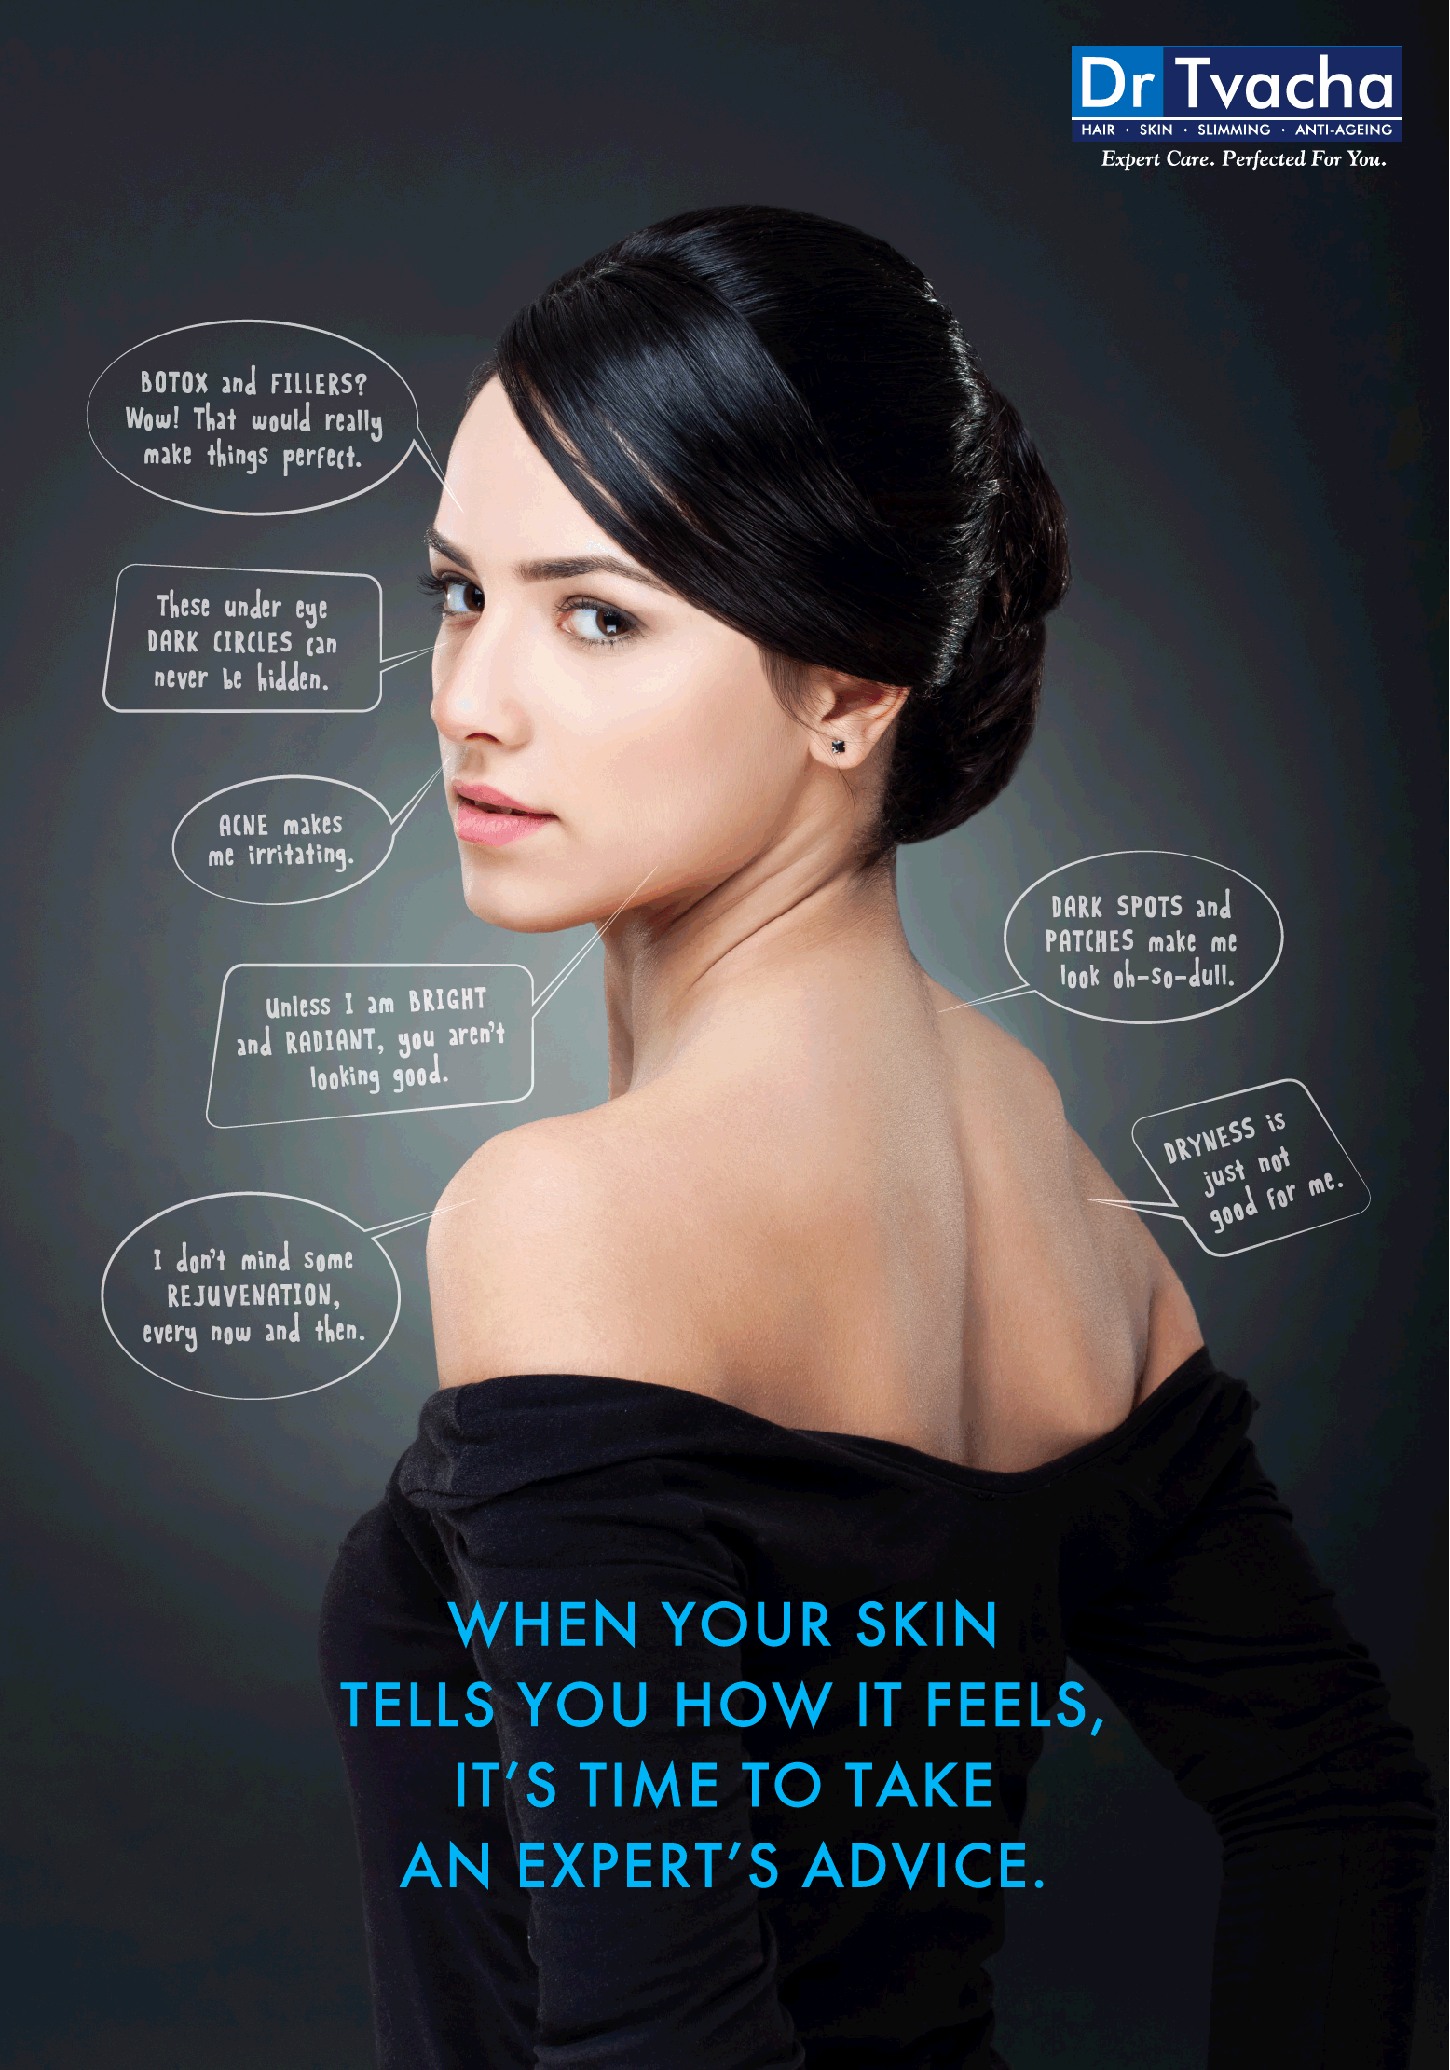 Dr Tvacha
HAIR · SKIN · SLIMMING · ANTI-AGEING
Expert Care. Perfected For You.
BOTOX and FILLERS?
Wow! That would really
make things perfect.
These under eye
DARK CIRCLES can
never be hidden.
ACNE makes
me irritating.
DARK SPOTS and
PATCHES make me
look oh-so-dull.
Unless I am BRIGHT
and RADIANT, you aren't
looking good.
DRYNESS is
just not
good for me.
I don't mind some
REJUVENATION,
every now and then.
WHEN YOUR SKIN
TELLS YOU HOW IT FEELS,
IT'S TIME TO TAKE
AN EXPERT'S ADVICE.